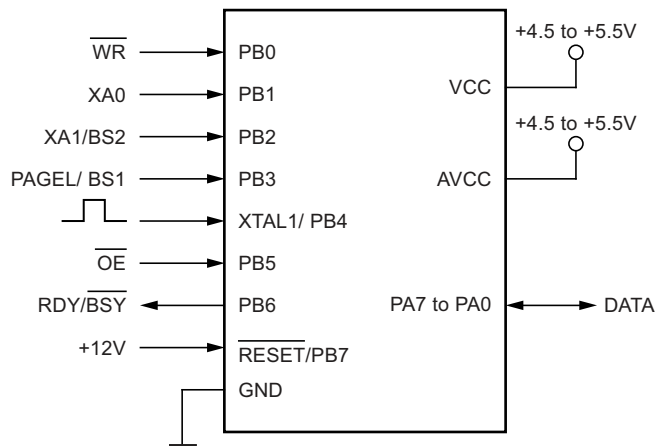 +4.5 to +5.5V
WR PB0
VCC
XA0 PB1
+4.5 to +5.5V
XA1/BS2 PB2
PAGEL/ BS1 PB3 AVCC
XTAL1/ PB4
OE PB5
RDY/BSY PB6 PA7 to PA0 DATA
+12V RESET/PB7
GND